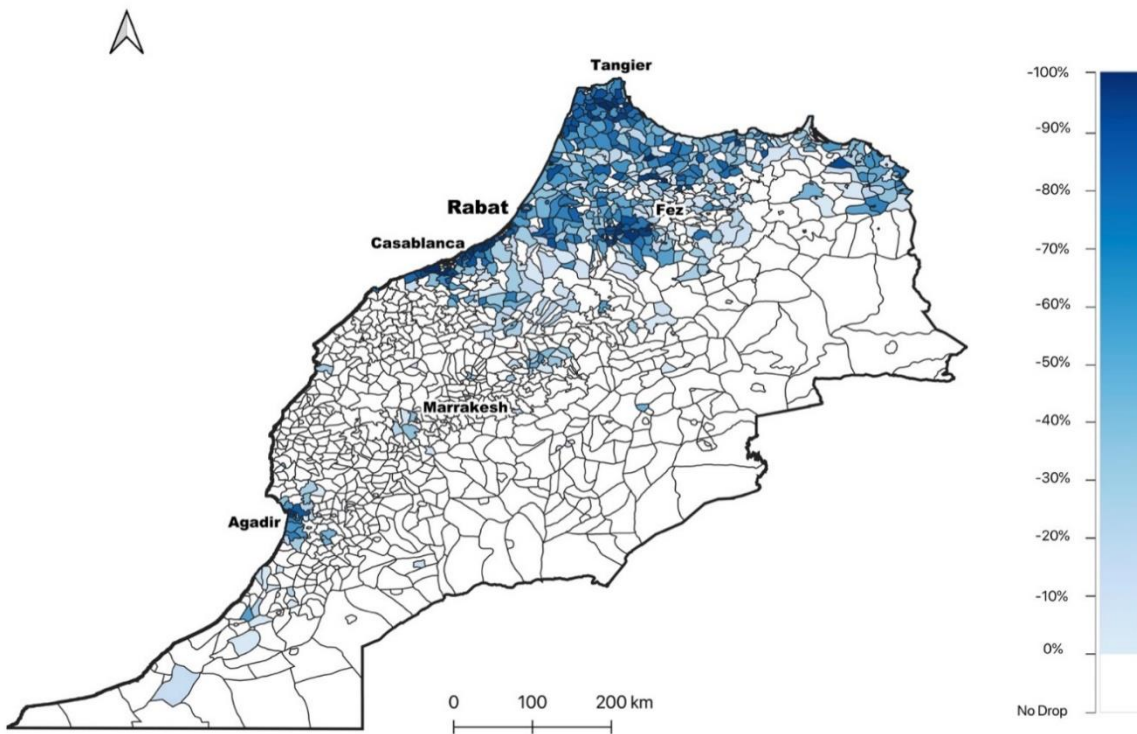 Tangier
Rabat
Fez
Casablanca
Marrakesh
Agadir
0 100 200 km
-100%
-90%
-80%
-70%
-60%
-50%
-40%
-30%
-20%
-10%
0%
No Drop